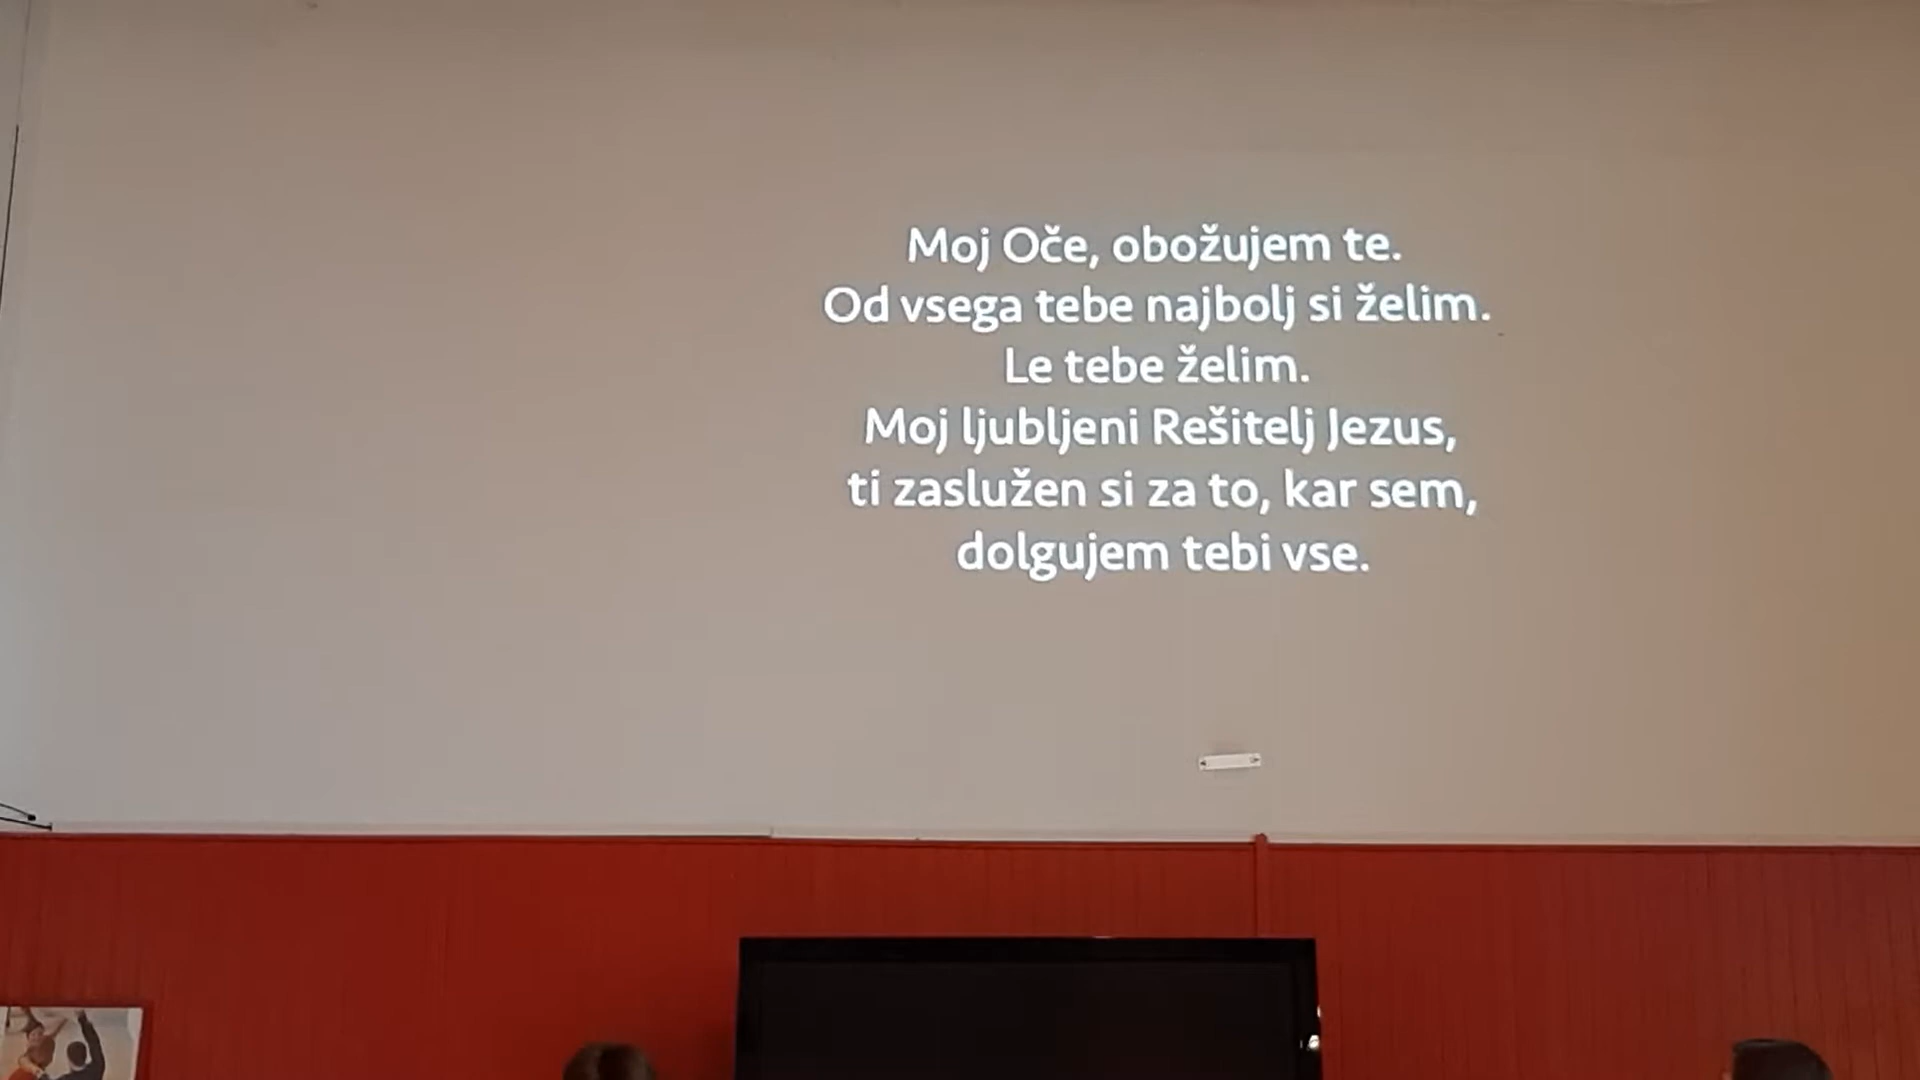 Moj Oče, obožujem te.
Od vsega tebe najbolj si želim.
Le tebe želim.
Moj ljubljeni Rešitelj Jezus,
ti zaslužen si za to, kar sem,
dolgujem tebi vse.